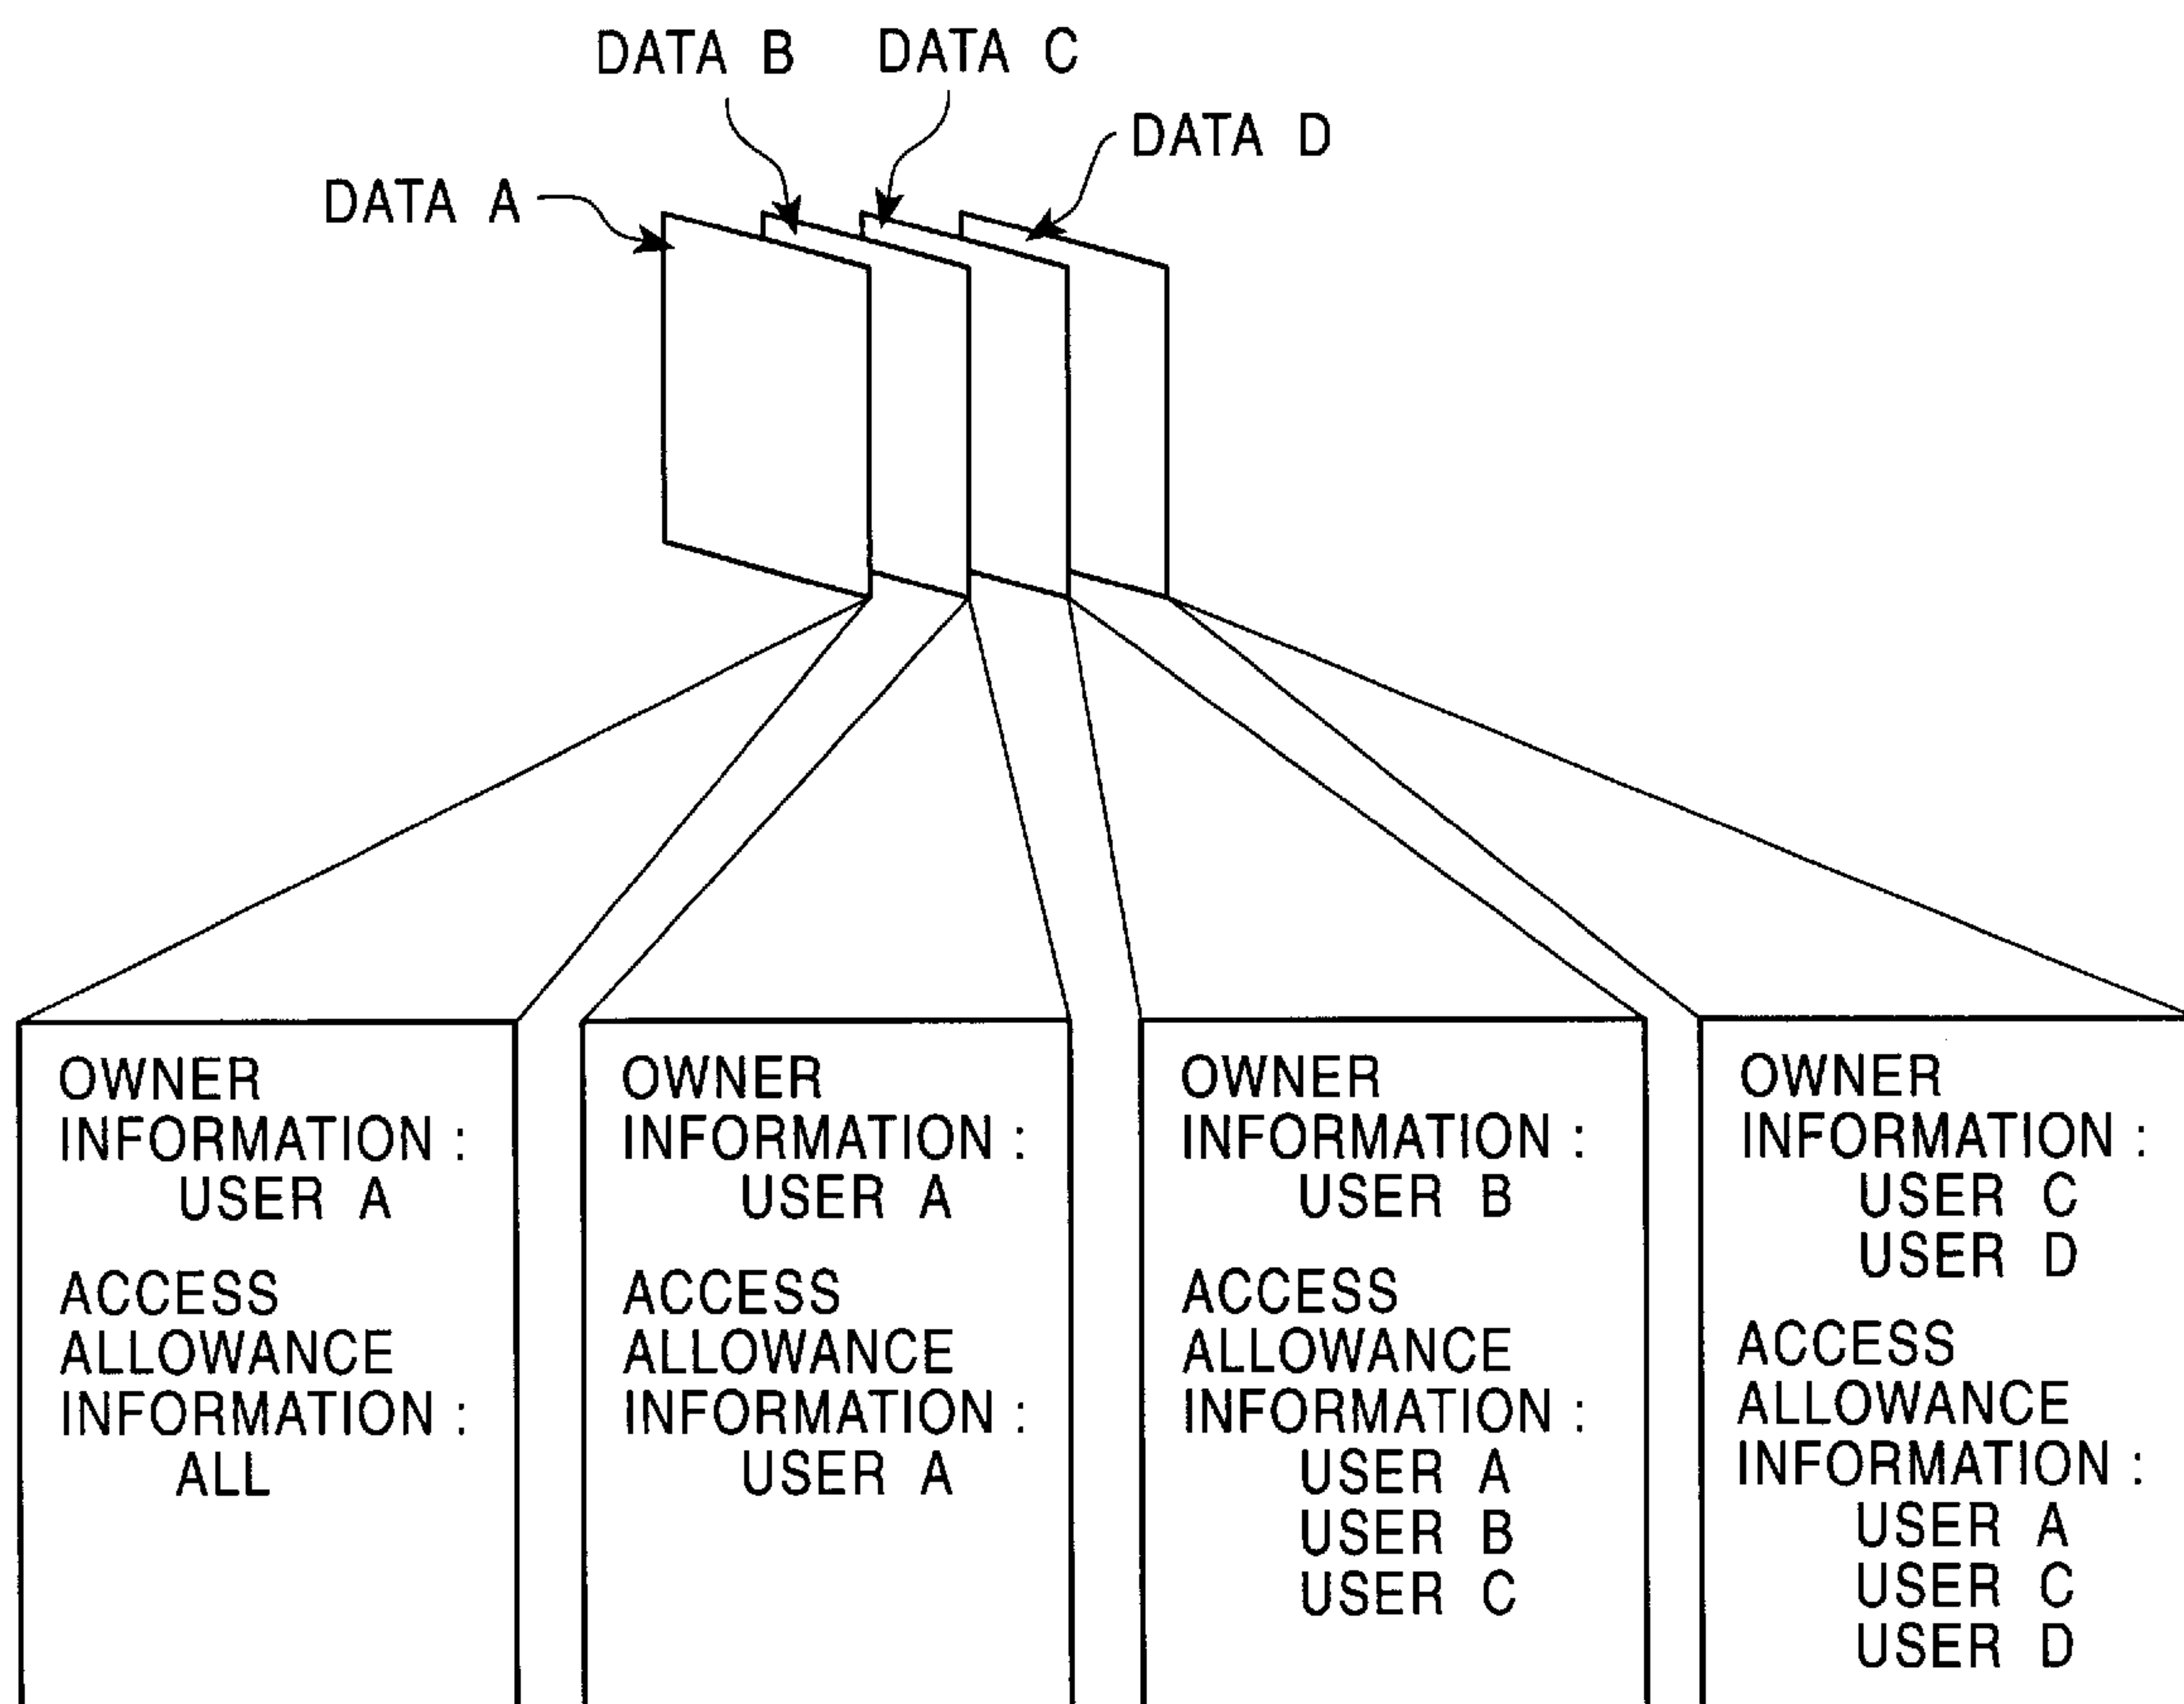 DATA B
DATA C
DATA D
DATA A
OWNER
INFORMATION :
USER A
ACCESS
ALLOWANCE
INFORMATION :
ALL
OWNER
INFORMATION :
USER A
ACCESS
ALLOWANCE
INFORMATION :
USER A
OWNER
INFORMATION :
USER B
ACCESS
ALLOWANCE
INFORMATION :
USER A
USER B
USER C
OWNER
INFORMATION :
USER C
USER D
ACCESS
ALLOWANCE
INFORMATION :
USER A
USER C
USER D